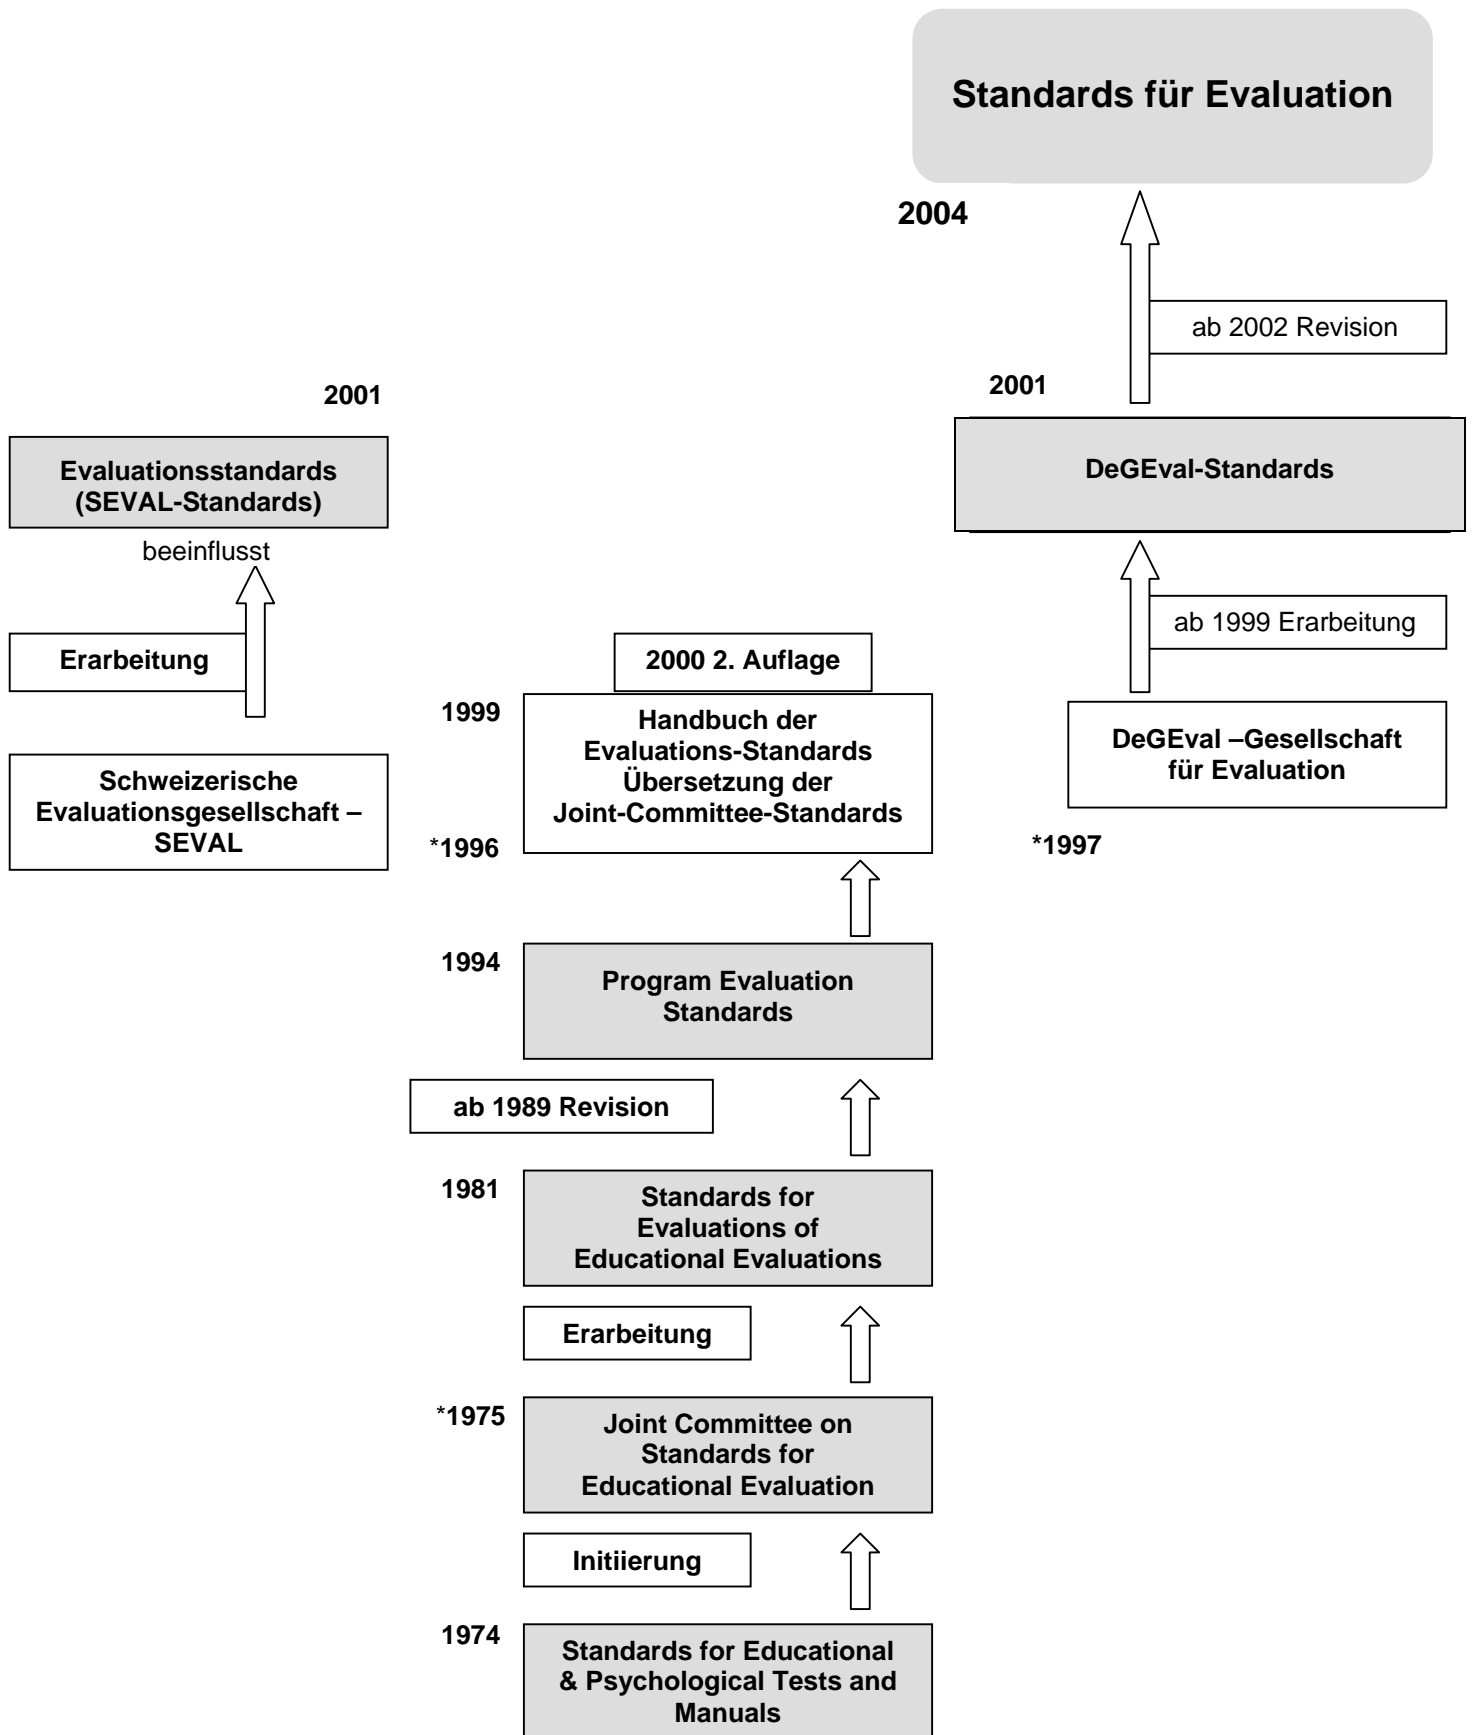 Standards für Evaluation
2004
ab 2002 Revision
2001
2001
DeGEval-Standards
Evaluationsstandards
(SEVAL-Standards)
beeinflusst
ab 1999 Erarbeitung
Erarbeitung
2000 2. Auflage
1999
Handbuch der
Evaluations-Standards
Übersetzung der
Joint-Committee-Standards
DeGEval –Gesellschaft
für Evaluation
Schweizerische
Evaluationsgesellschaft –
SEVAL
*1996
*1997
1994
Program Evaluation
Standards
ab 1989 Revision
1981
Standards for
Evaluations of
Educational Evaluations
Erarbeitung
*1975
Joint Committee on
Standards for
Educational Evaluation
Initiierung
1974
Standards for Educational
& Psychological Tests and
Manuals